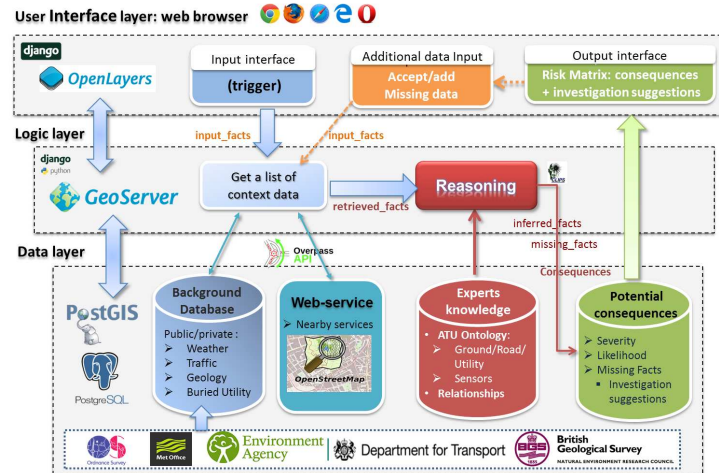 User Interface layer: web browser
django
OpenLayers
Input interface
(trigger)
Additional data Input
Accept/add
Missing data
Output interface
Risk Matrix: consequences
+ investigation suggestions
Logic layer
input_facts
input_facts
django
python
GeoServer
Get a list of
context data
retrieved_facts
Reasoning
CLIPS
inferred_facts
missing_facts
Consequences
Data layer
Overpass
API
PostGIS
PostgreSQL
Background
Database
Public/private :
➢ Weather
➢ Traffic
➢ Geology
➢ Buried Utility
Web-service
➢ Nearby services
OpenStreetMap
Experts
knowledge
• ATU Ontology:
➢ Ground/Road/
Utility
➢ Sensors
• Relationships
Potential
consequences
➢ Severity
➢ Likelihood
➢ Missing Facts
▪ Investigation
suggestions
OS
Ordnance Survey
Met Office
Environment
Agency
Department for Transport
BGS
British
Geological Survey
NATURAL ENVIRONMENT RESEARCH COUNCIL